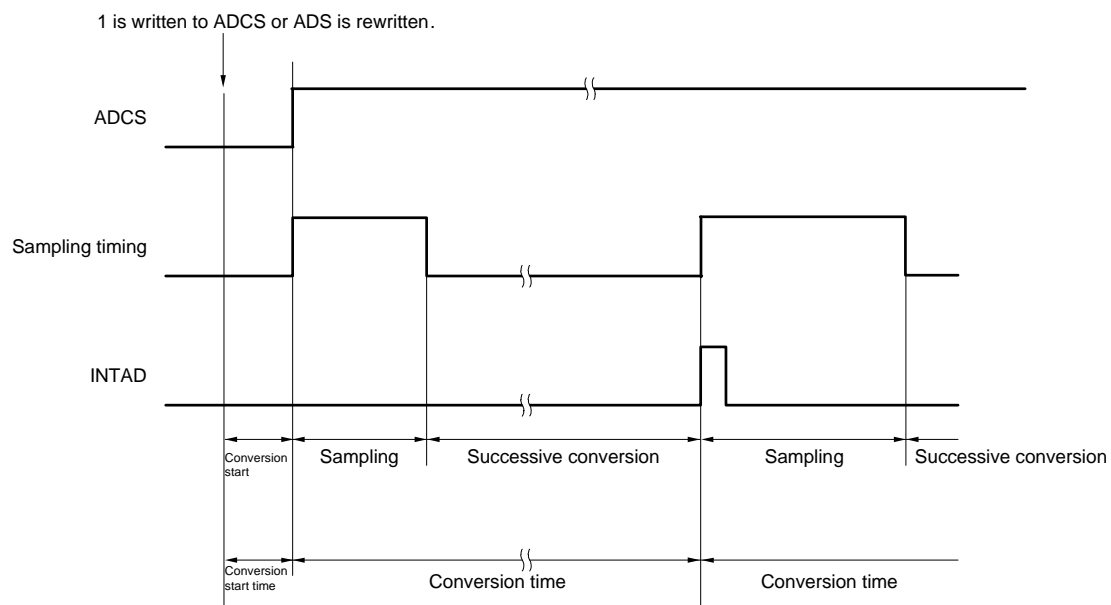 1 is written to ADCS or ADS is rewritten.
ADCS
Sampling timing
INTAD
Conversion
start
Sampling
Successive conversion
Sampling
Successive conversion
Conversion
start time
Conversion time
Conversion time